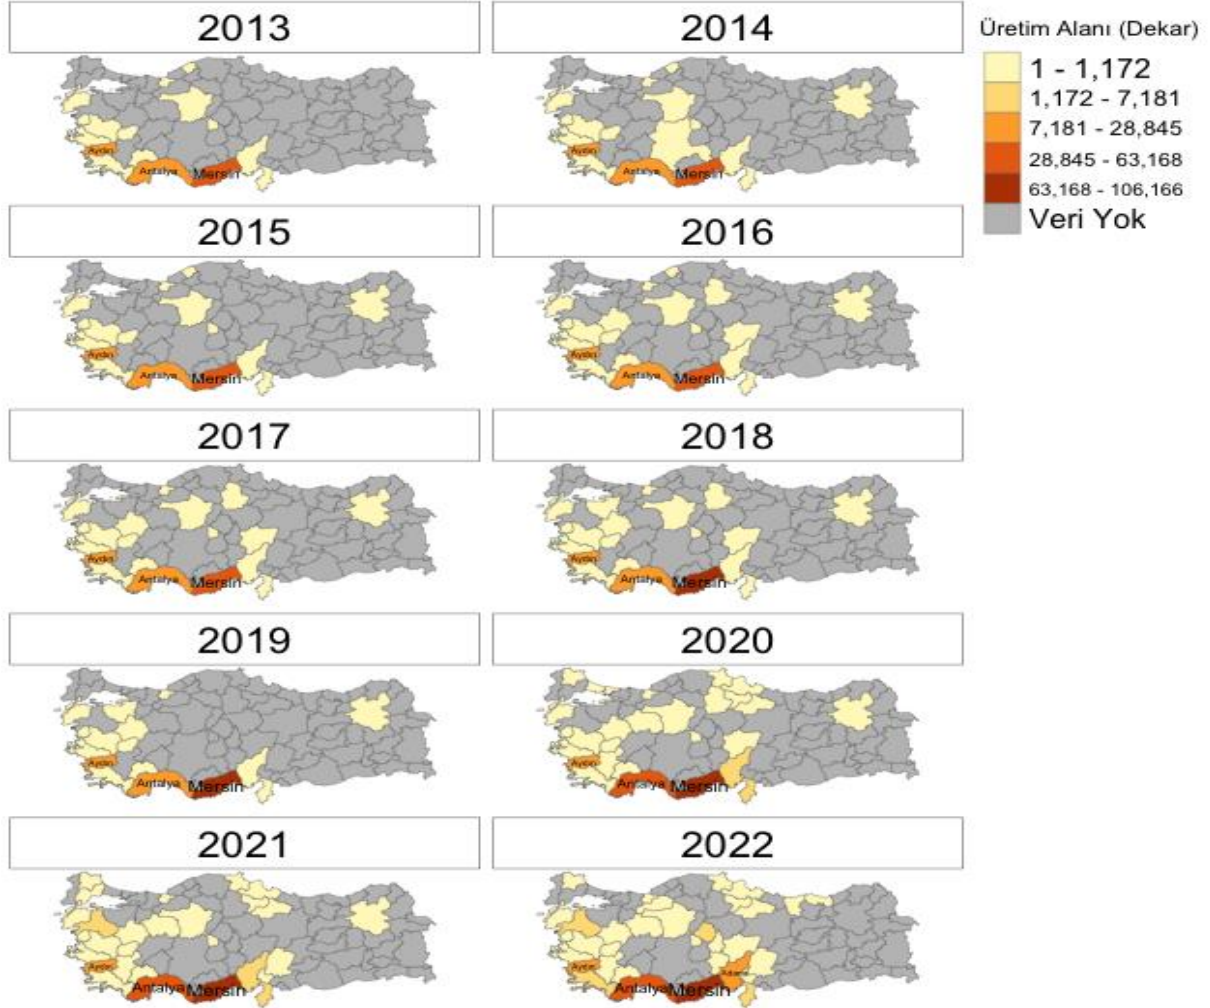 2013
2014
Üretim Alanı (Dekar)
1 - 1,172
1,172 - 7,181
7,181 - 28,845
28,845 - 63,168
63,168 - 106,166
Veri Yok
Aydın
Antalya
Mersin
Aydın
Antalya
Mersin
2015
2016
Aydın
Antalya
Mersin
Aydın
Antalya
Mersin
2017
2018
Aydın
Antalya
Mersin
Aydın
Antalya
Mersin
2019
2020
Aydın
Antalya
Mersin
Aydın
Antalya
Mersin
2021
2022
Aydın
Antalya
Mersin
Aydın
Antalya
Mersin
Adana